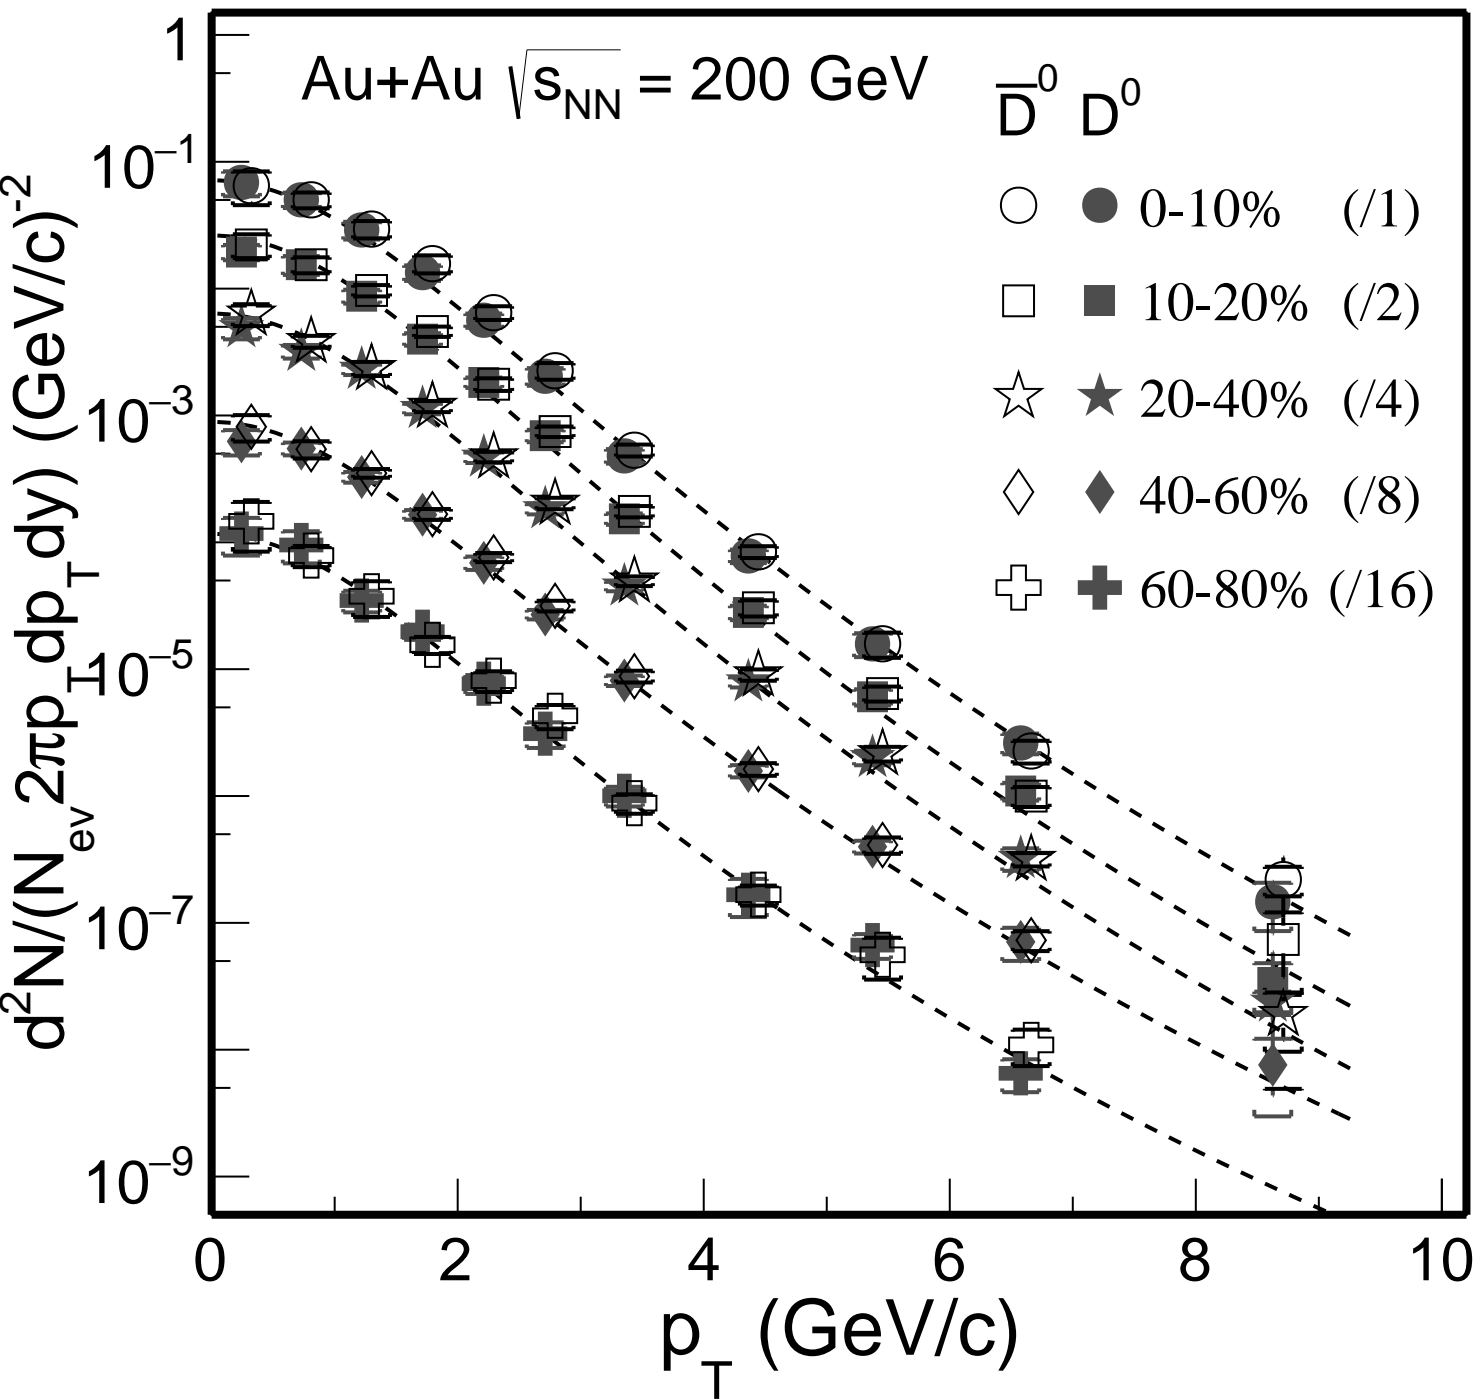 Au+Au √sNN = 200 GeV
D̅⁰ D⁰
0-10% (/1)
10-20% (/2)
20-40% (/4)
40-60% (/8)
60-80% (/16)
d²N/(N_ev 2πp_T dp_T dy) (GeV/c)⁻²
1
10⁻¹
10⁻³
10⁻⁵
10⁻⁷
10⁻⁹
0 2 4 6 8 10
p_T (GeV/c)